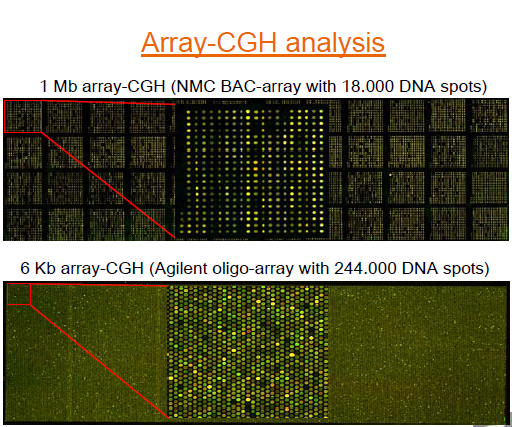 Array-CGH analysis
1 Mb array-CGH (NMC BAC-array with 18.000 DNA spots)
6 Kb array-CGH (Agilent oligo-array with 244.000 DNA spots)